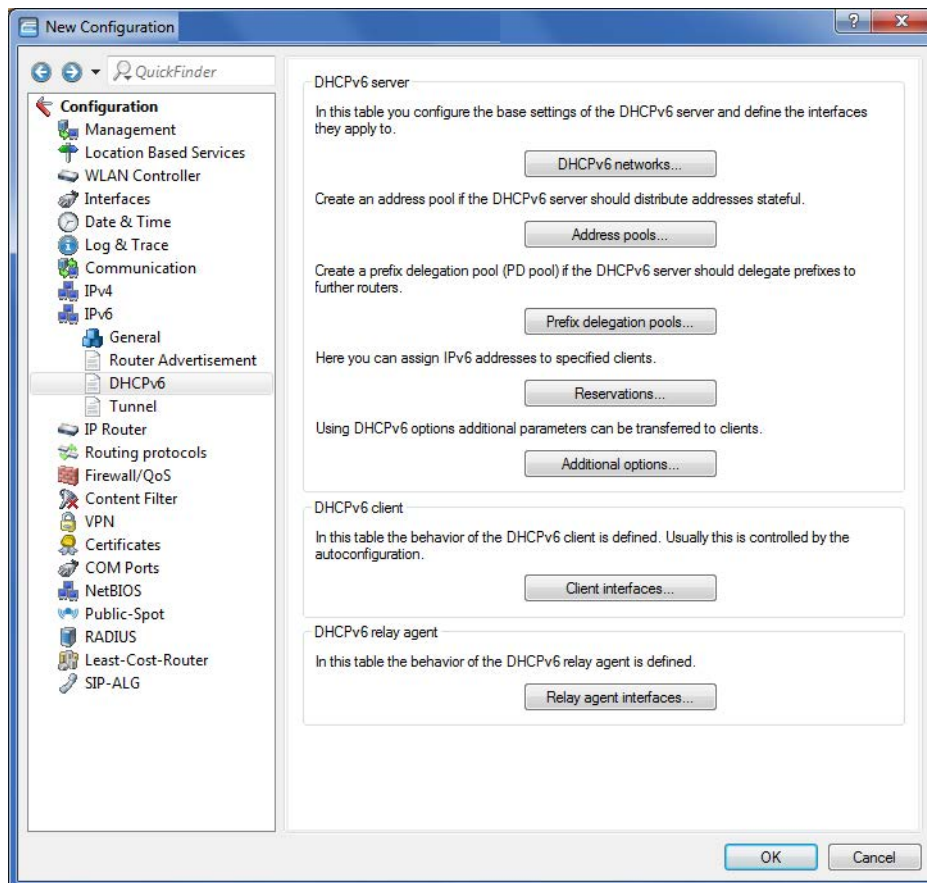 New Configuration
QuickFinder
Configuration
Management
Location Based Services
WLAN Controller
Interfaces
Date & Time
Log & Trace
Communication
IPv4
IPv6
General
Router Advertisement
DHCPv6
Tunnel
IP Router
Routing protocols
Firewall/QoS
Content Filter
VPN
Certificates
COM Ports
NetBIOS
Public-Spot
RADIUS
Least-Cost-Router
SIP-ALG
DHCPv6 server
In this table you configure the base settings of the DHCPv6 server and define the interfaces
they apply to.
DHCPv6 networks...
Create an address pool if the DHCPv6 server should distribute addresses stateful.
Address pools...
Create a prefix delegation pool (PD pool) if the DHCPv6 server should delegate prefixes to
further routers.
Prefix delegation pools...
Here you can assign IPv6 addresses to specified clients.
Reservations...
Using DHCPv6 options additional parameters can be transferred to clients.
Additional options...
DHCPv6 client
In this table the behavior of the DHCPv6 client is defined. Usually this is controlled by the
autoconfiguration.
Client interfaces...
DHCPv6 relay agent
In this table the behavior of the DHCPv6 relay agent is defined.
Relay agent interfaces...
OK
Cancel